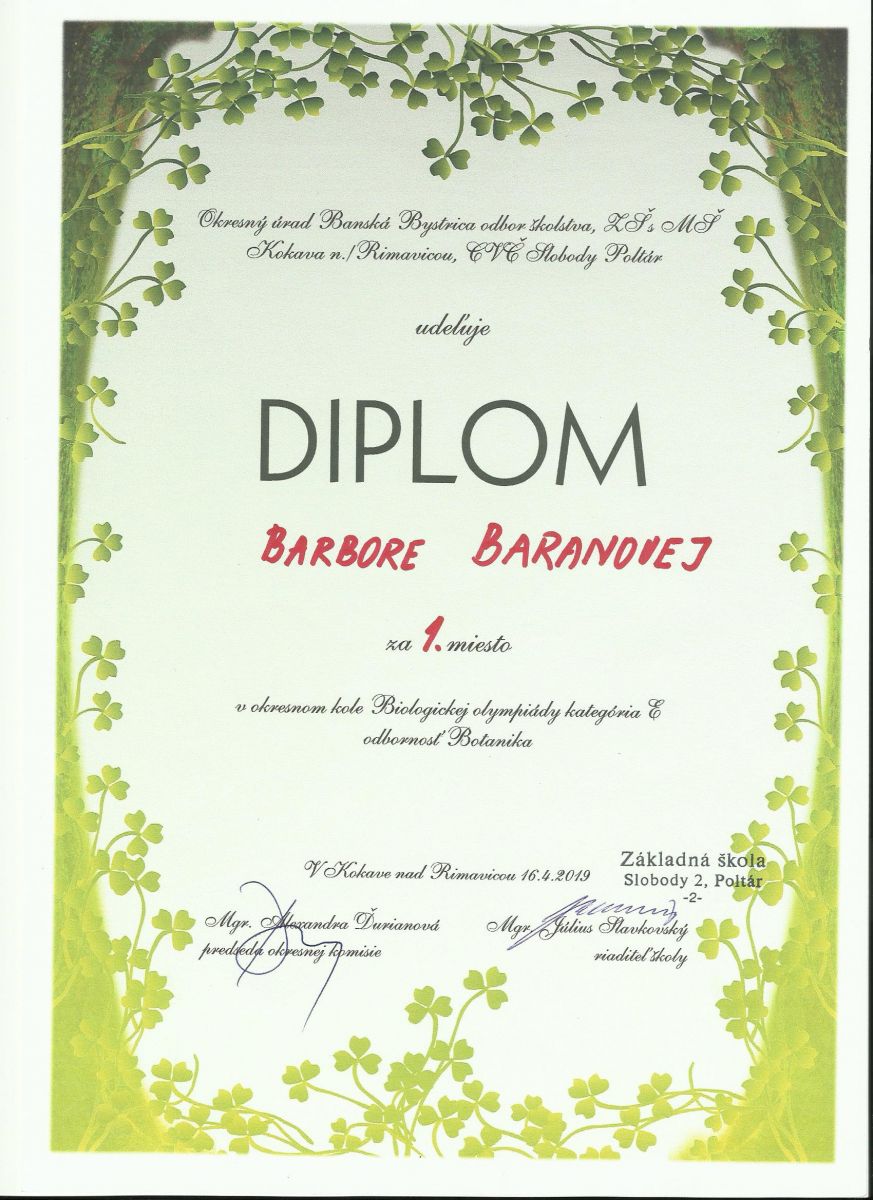 Okresný úrad Banská Bystrica odbor školstva, ZŠ s MŠ
Kokava n./Rimavicou, CVČ Slobody Poltár
udeľuje
DIPLOM
BARBORE BARANOVEJ
za 1. miesto
v okresnom kole Biologickej olympiády kategória E
odbornosť Botanika
V Kokave nad Rimavicou 16.4.2019
Základná škola
Slobody 2, Poltár
-2-
Mgr. Alexandra Ďurianová
predseda okresnej komisie
Mgr. Július Slavkovský
riaditeľ školy